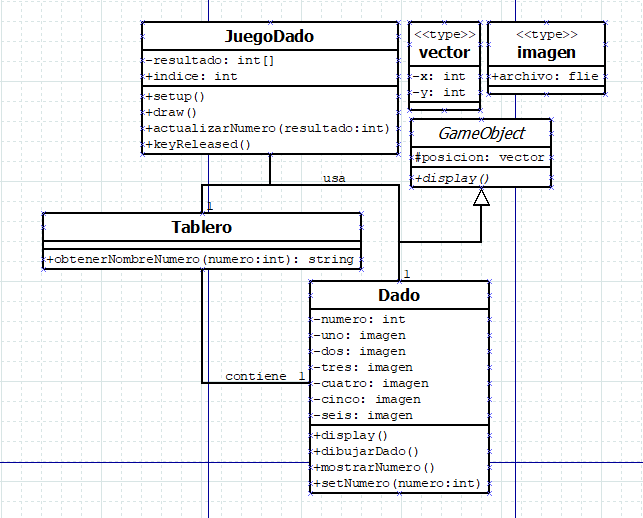 JuegoDado
-resultado: int[]
+indice: int
+setup()
+draw()
+actualizarNumero(resultado:int)
+keyReleased()
<<type>>
vector
-x: int
-y: int
<<type>>
imagen
+archivo: flie
GameObject
#posicion: vector
+display()
usa
1
Tablero
+obtenerNombreNumero(numero:int): string
1
Dado
-numero: int
-uno: imagen
-dos: imagen
-tres: imagen
-cuatro: imagen
-cinco: imagen
-seis: imagen
+display()
+dibujarDado()
+mostrarNumero()
+setNumero(numero:int)
contiene 1